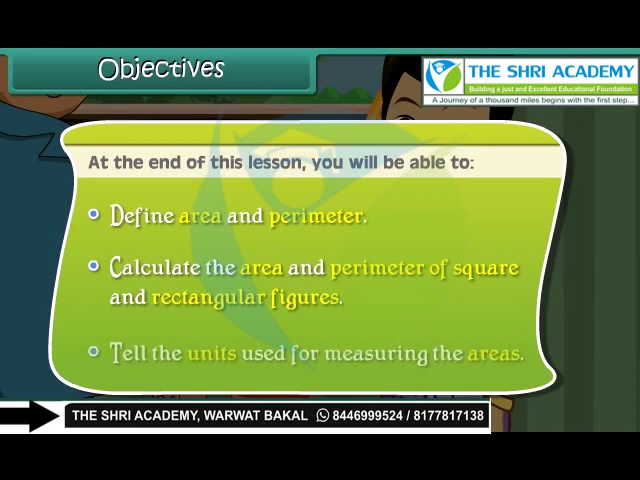 Objectives
THE SHRI ACADEMY
Building a just and Excellent Educational Foundation
A Journey of a thousand miles begins with the first step...
At the end of this lesson, you will be able to:
Define area and perimeter.
Calculate the area and perimeter of square
and rectangular figures.
Tell the units used for measuring the areas.
THE SHRI ACADEMY, WARWAT BAKAL 8446999524 / 8177817138